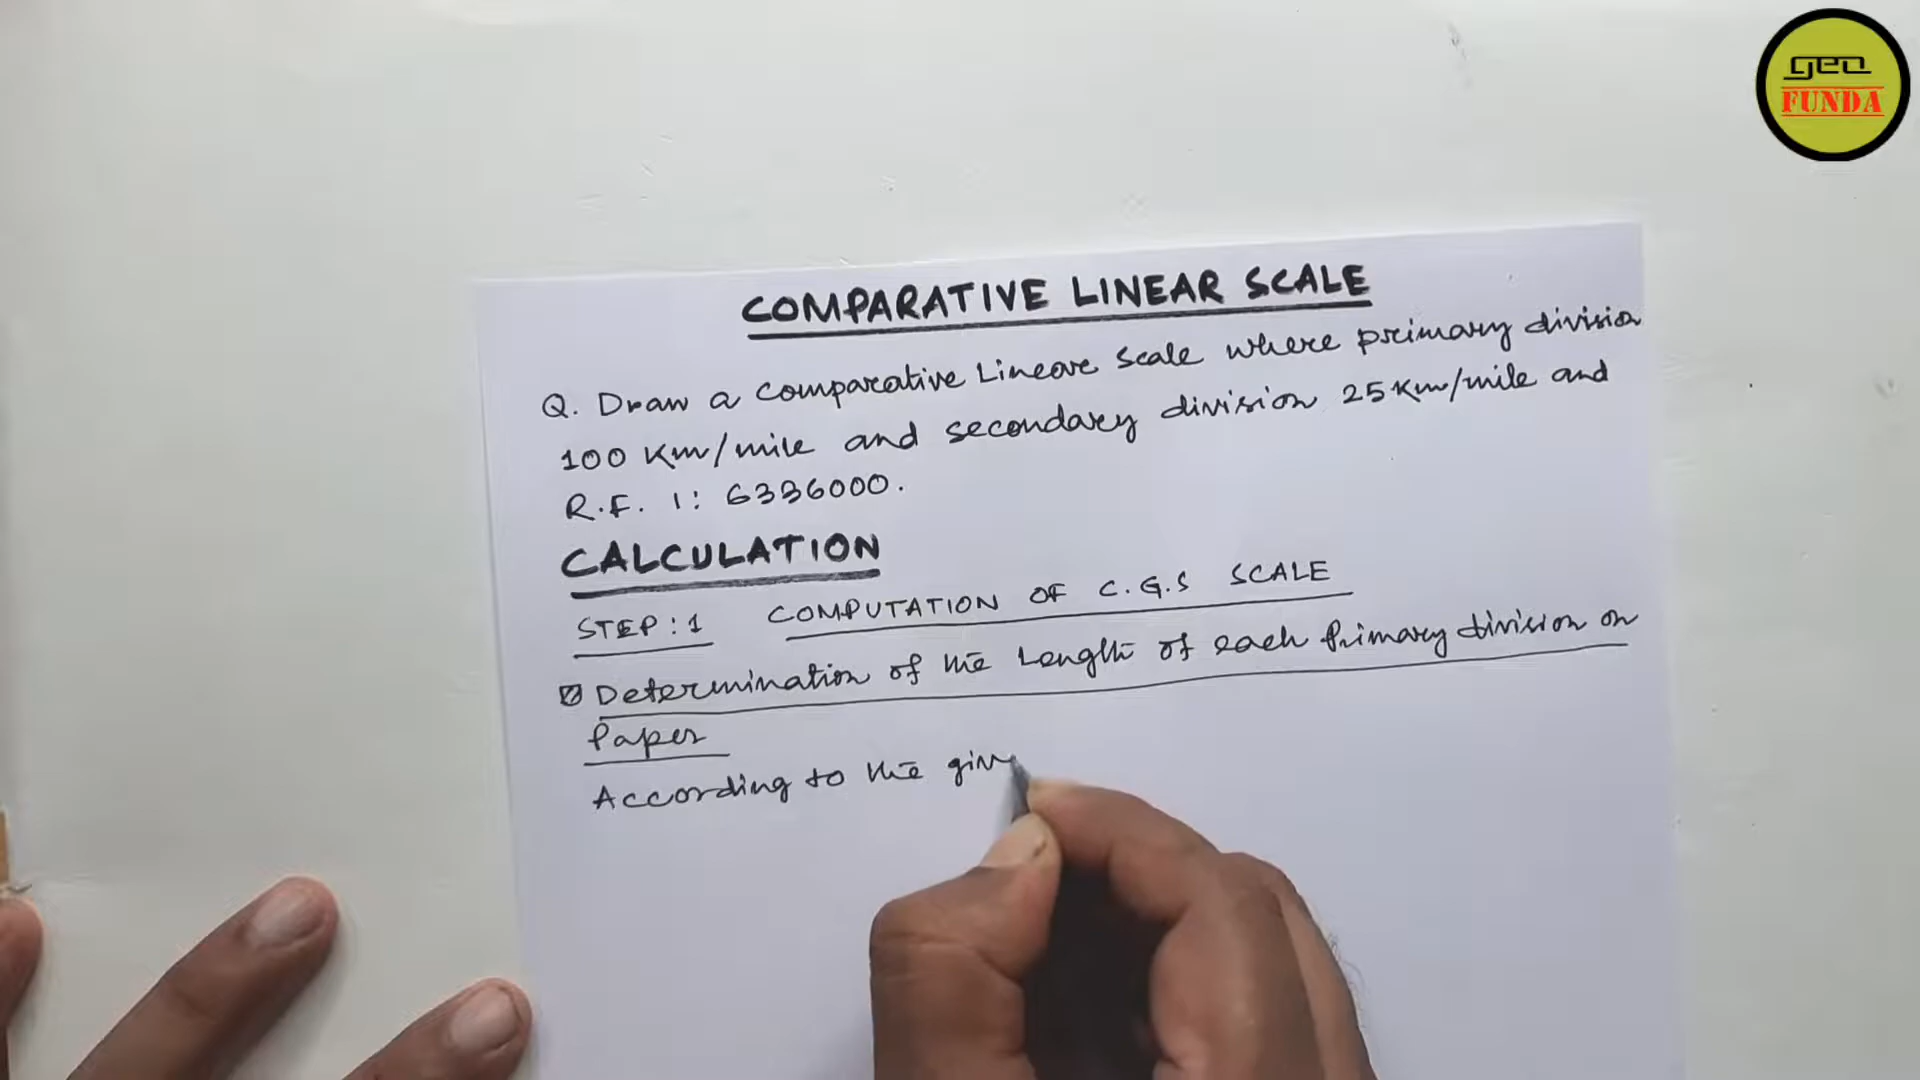 geo
FUNDA
COMPARATIVE LINEAR SCALE
Q. Draw a comparative Linear Scale where primary division
100 Km/mile and secondary division 25 Km/mile and
R.F. 1: 6336000.
CALCULATION
STEP: 1 COMPUTATION OF C.G.S SCALE
Determination of the Length of each Primary division on
Paper
According to the giv